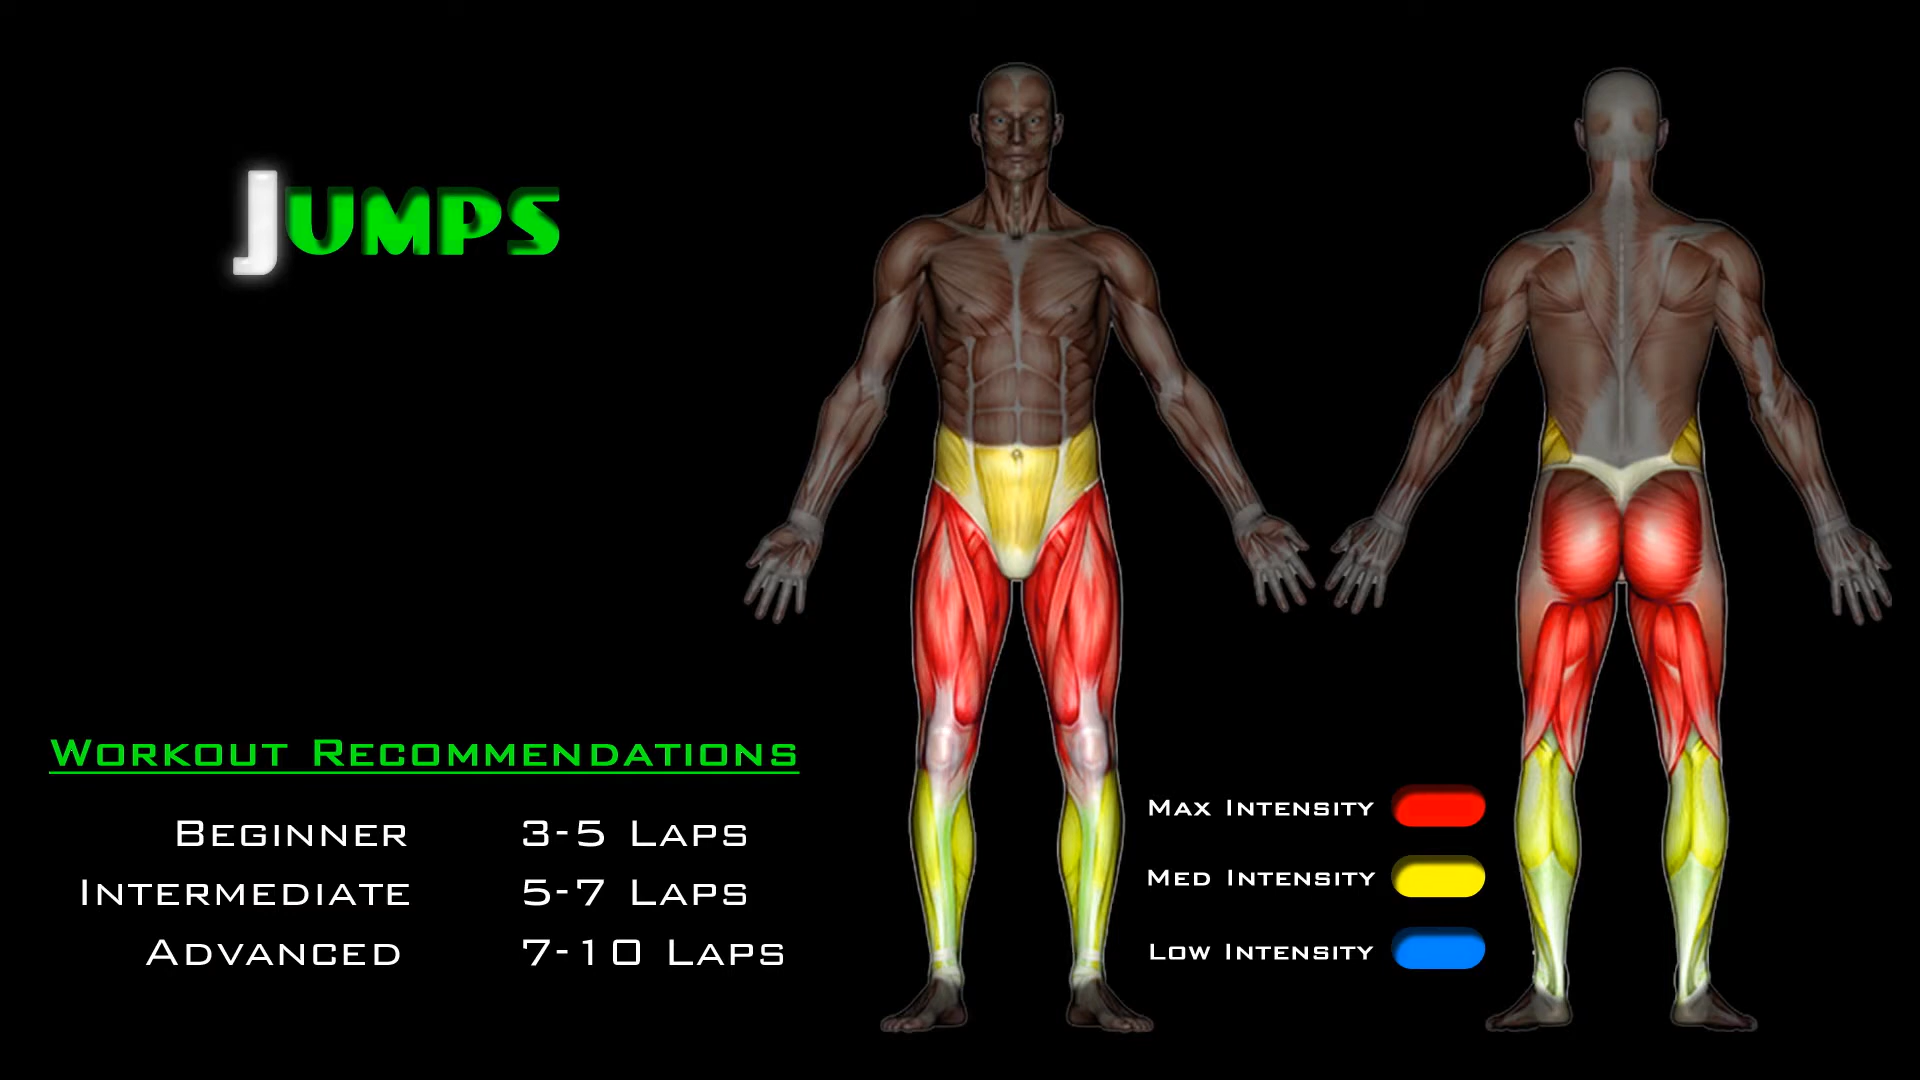 Jumps
Workout Recommendations
Beginner 3-5 Laps
Intermediate 5-7 Laps
Advanced 7-10 Laps
Max Intensity
Med Intensity
Low Intensity